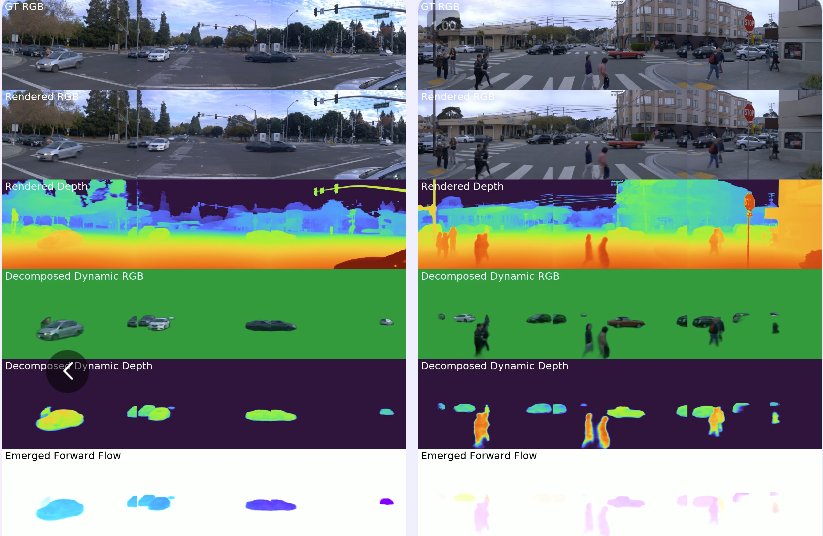 GT RGB
GT RGB
Rendered RGB
Rendered RGB
STOP
Rendered Depth
Rendered Depth
Decomposed Dynamic RGB
Decomposed Dynamic RGB
Decomposed Dynamic Depth
Decomposed Dynamic Depth
Emerged Forward Flow
Emerged Forward Flow